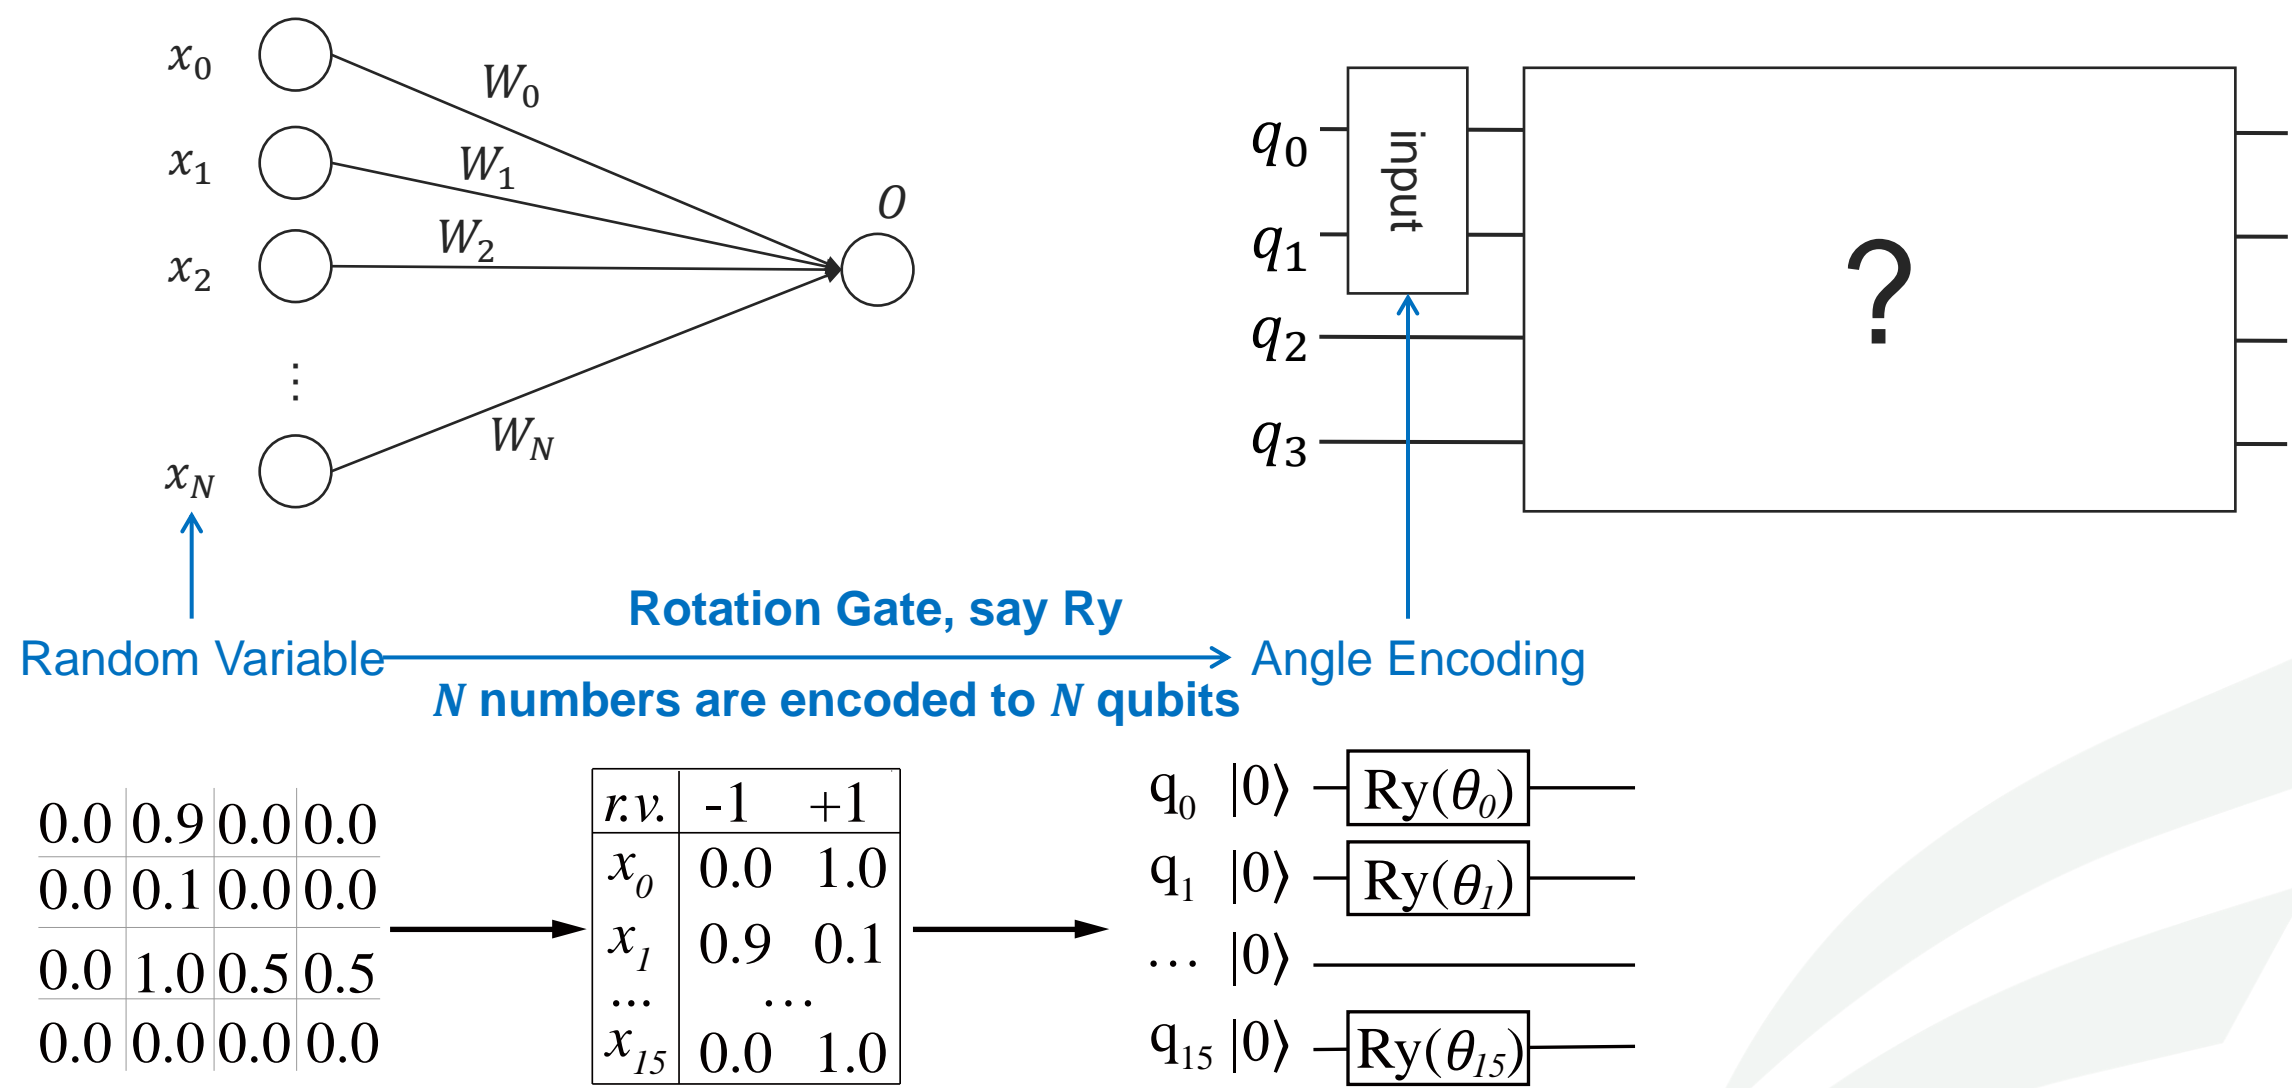 x₀
W₀
x₁
W₁
O
x₂
W₂
⋮
x_N
W_N
q₀
q₁
q₂
q₃
input
?
Rotation Gate, say Ry
Random Variable
Angle Encoding
N numbers are encoded to N qubits
0.0 0.9 0.0 0.0
0.0 0.1 0.0 0.0
0.0 1.0 0.5 0.5
0.0 0.0 0.0 0.0
r.v. -1 +1
x₀ 0.0 1.0
x₁ 0.9 0.1
... ...
x₁₅ 0.0 1.0
q₀ |0⟩ Ry(θ₀)
q₁ |0⟩ Ry(θ₁)
... |0⟩
q₁₅ |0⟩ Ry(θ₁₅)